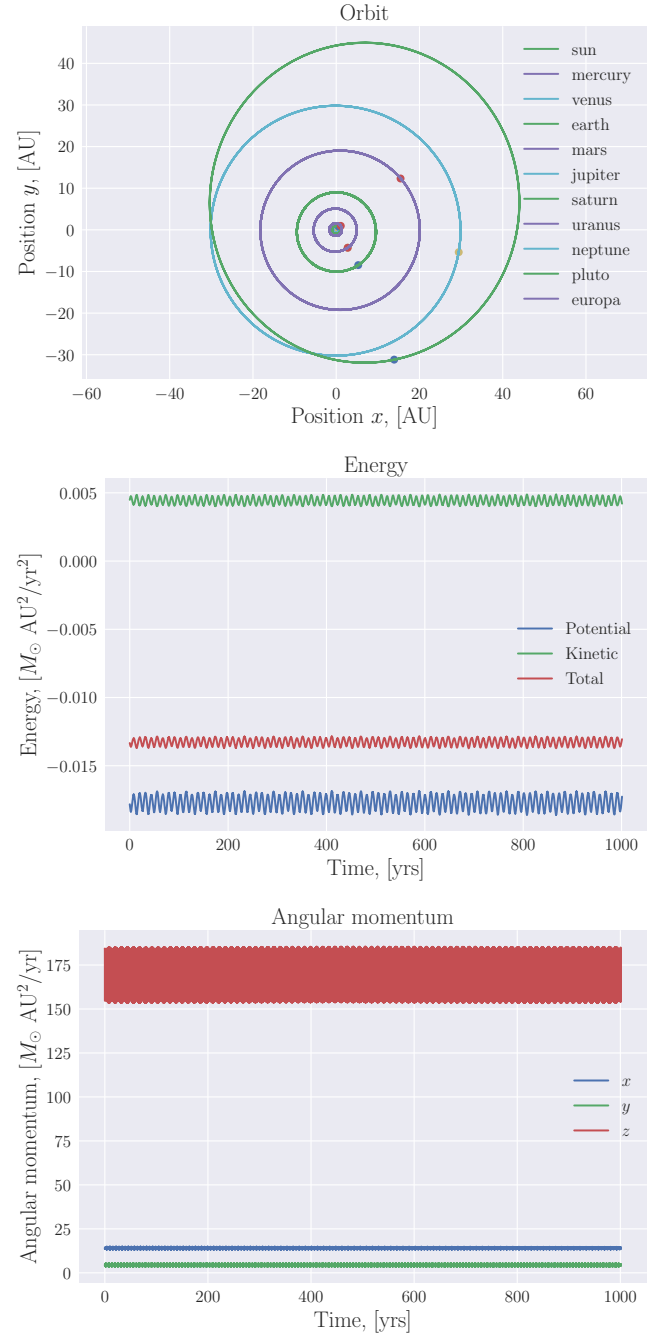 Orbit
Position y, [AU]
40
30
20
10
0
−10
−20
−30
−60
−40
−20
0
20
40
60
Position x, [AU]
sun
mercury
venus
earth
mars
jupiter
saturn
uranus
neptune
pluto
europa
Energy
Energy, [M⊙ AU²/yr²]
0.005
0.000
−0.005
−0.010
−0.015
0
200
400
600
800
1000
Time, [yrs]
Potential
Kinetic
Total
Angular momentum
Angular momentum, [M⊙ AU²/yr]
175
150
125
100
75
50
25
0
0
200
400
600
800
1000
Time, [yrs]
x
y
z